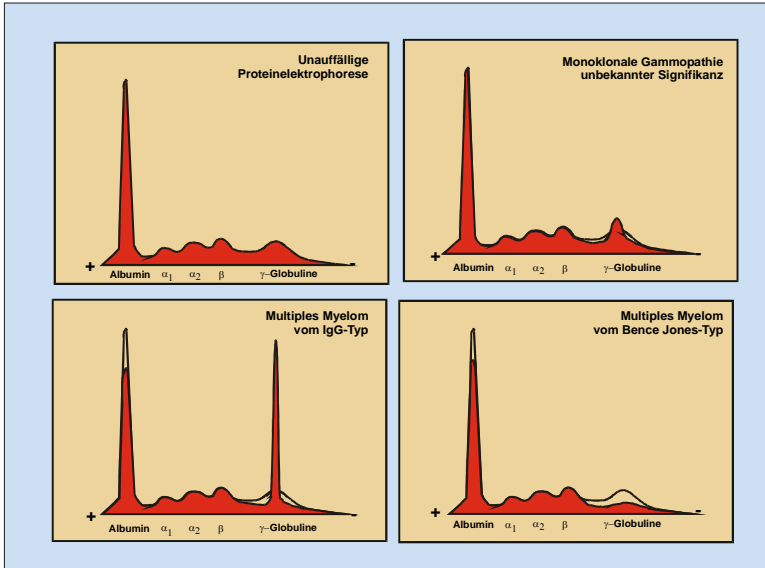 Unauffällige
Proteinelektrophorese
+ -
Albumin α1 α2 β γ–Globuline
Monoklonale Gammopathie
unbekannter Signifikanz
+ -
Albumin α1 α2 β γ–Globuline
Multiples Myelom
vom IgG-Typ
+ -
Albumin α1 α2 β γ–Globuline
Multiples Myelom
vom Bence Jones-Typ
+ -
Albumin α1 α2 β γ–Globuline